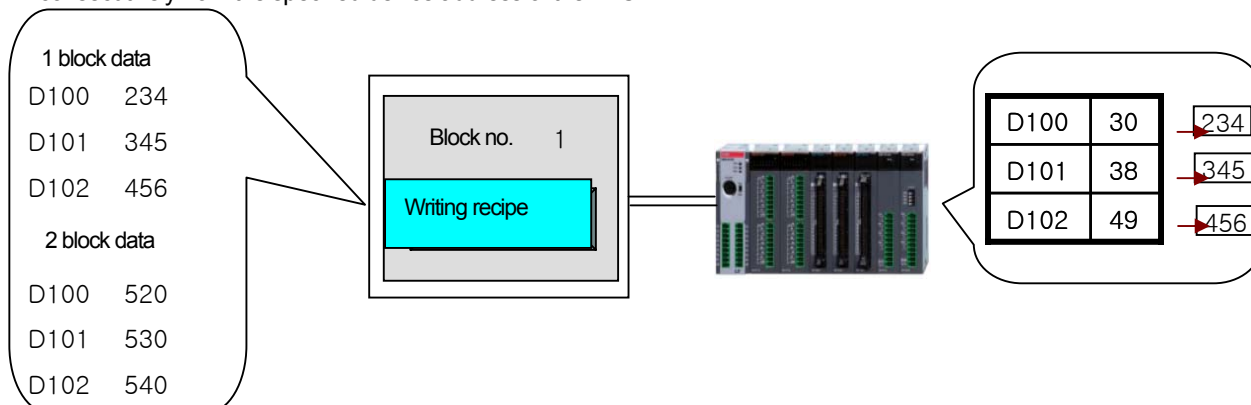 1 block data
D100 234
D101 345
D102 456
2 block data
D100 520
D101 530
D102 540
Block no. 1
Writing recipe
D100 30 234
D101 38 345
D102 49 456